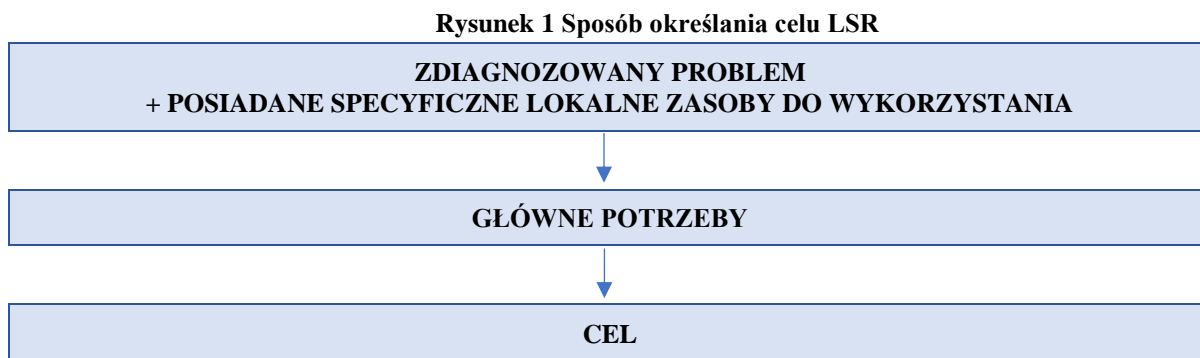 Rysunek 1 Sposób określania celu LSR
ZDIAGNOZOWANY PROBLEM
+ POSIADANE SPECYFICZNE LOKALNE ZASOBY DO WYKORZYSTANIA
GŁÓWNE POTRZEBY
CEL